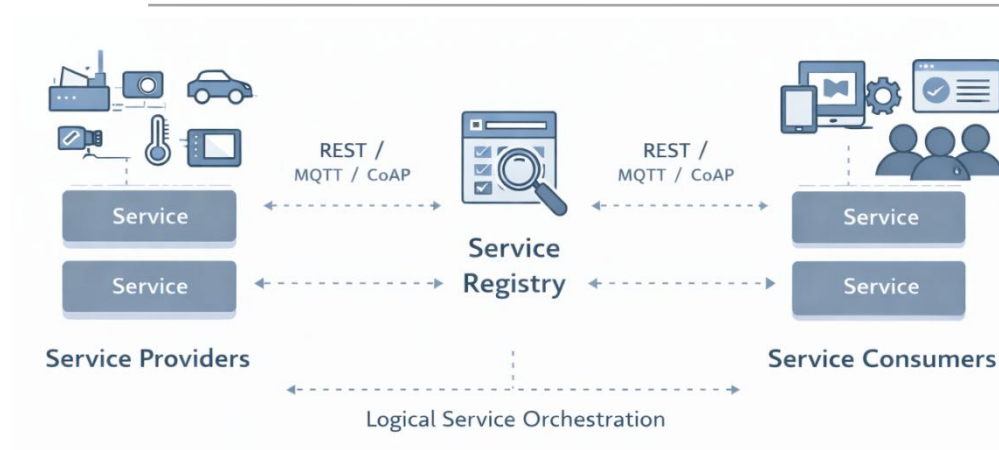 REST /
MQTT / CoAP
REST /
MQTT / CoAP
Service
Service
Service
Registry
Service
Service
Service Providers
Service Consumers
Logical Service Orchestration